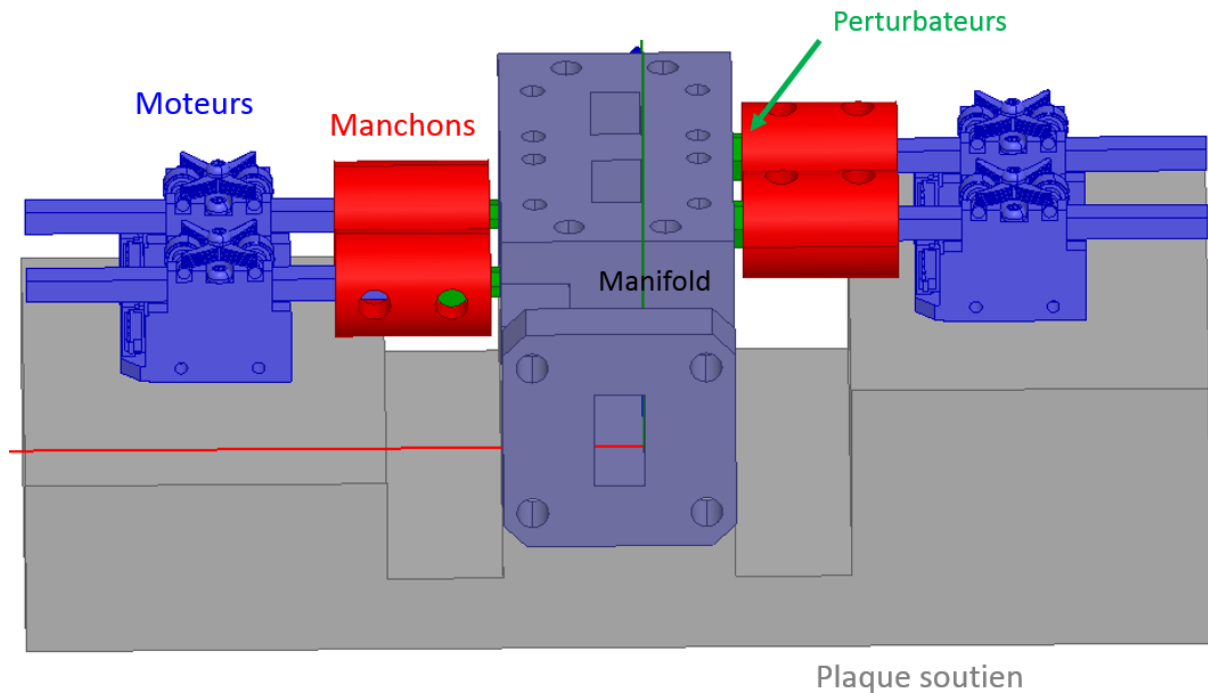 Perturbateurs
Moteurs
Manchons
Manifold
Plaque soutien